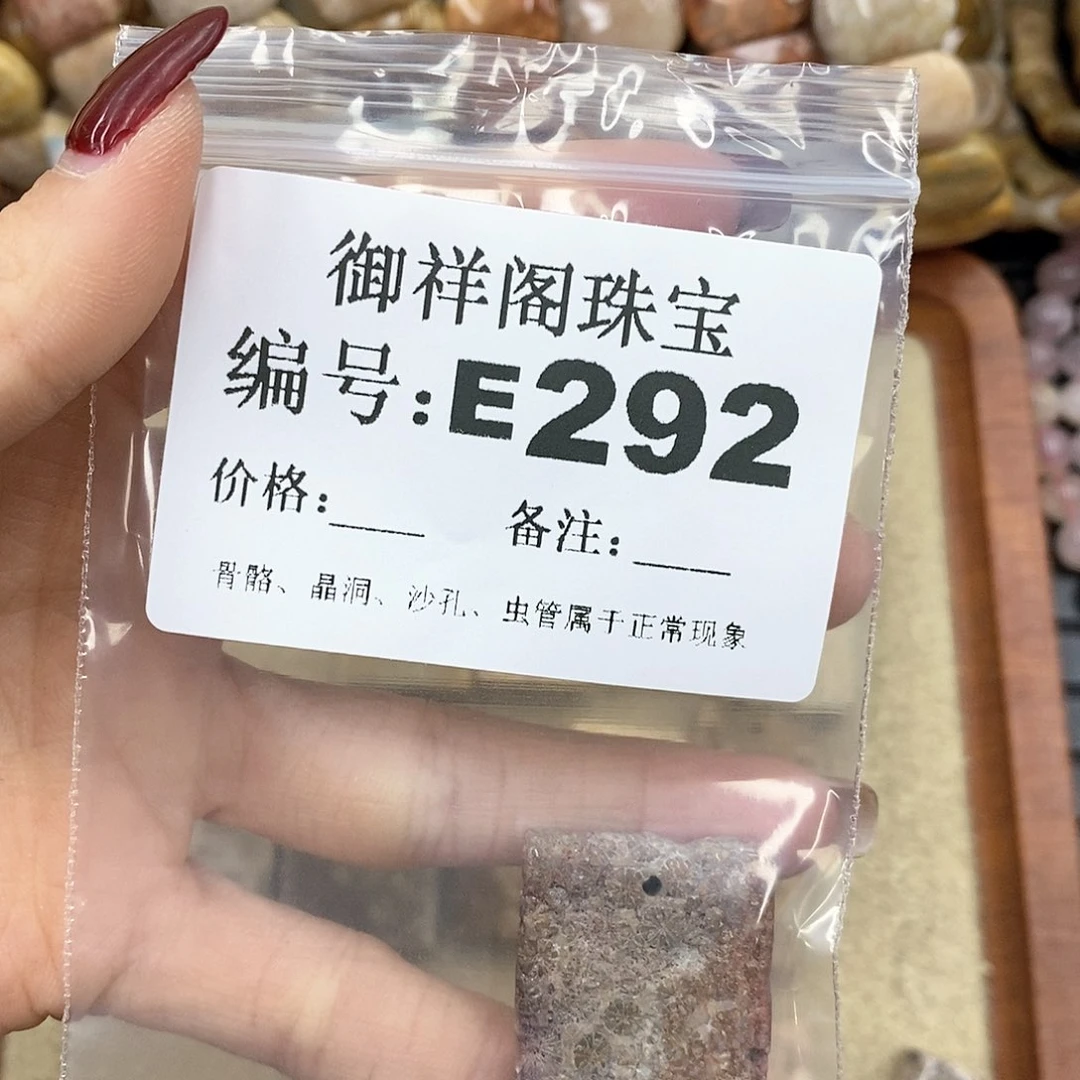 御祥阁珠宝
编号:E292
价格:____ 备注:____
骨骼、晶洞、沙孔、虫管属于正常现象